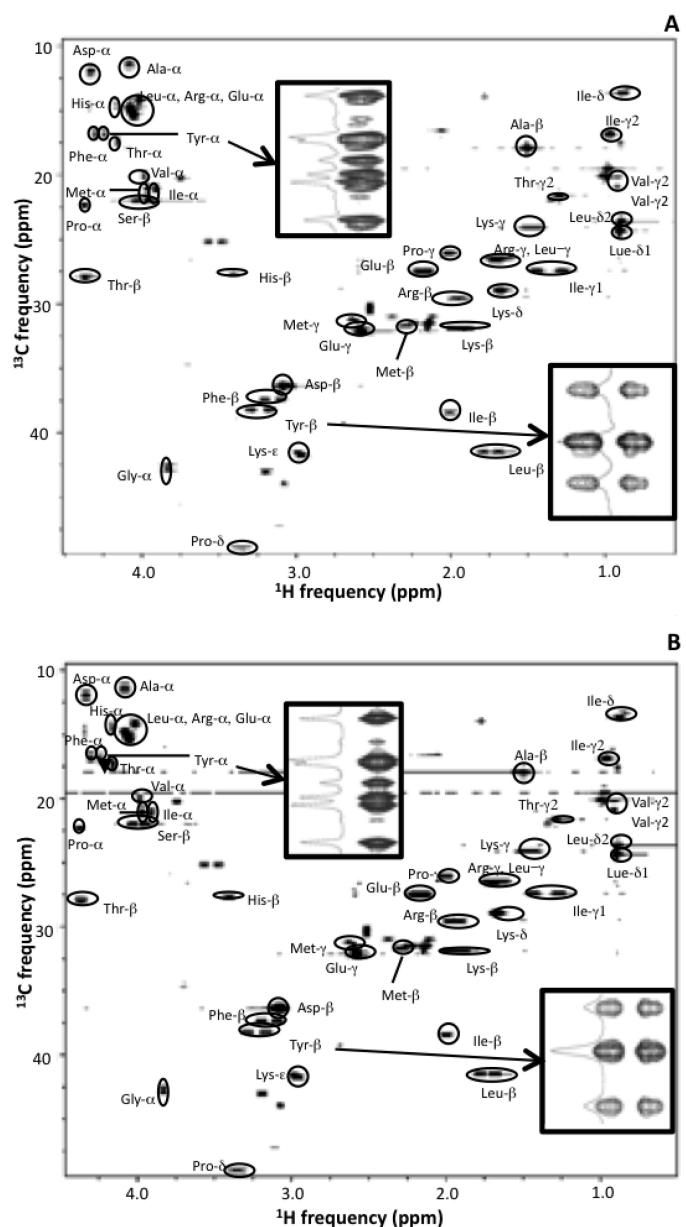 A
10
Asp-α
Ala-α
His-α
Leu-α, Arg-α, Glu-α
Ile-δ
Ala-β
Ile-γ2
Phe-α
Thr-α
Tyr-α
20
Met-α
Val-α
Ile-α
Thr-γ2
Val-γ2
Val-γ2
Pro-α
Ser-β
Lys-γ
Leu-δ2
Lue-δ1
Pro-γ
Arg-γ, Leu-γ
Glu-β
Thr-β
His-β
Ile-γ1
30
Arg-β
Lys-δ
Met-γ
Glu-γ
Lys-β
Met-β
Asp-β
Phe-β
Tyr-β
Ile-β
40
Lys-ε
Gly-α
Leu-β
Pro-δ
13C frequency (ppm)
4.0 3.0 2.0 1.0
1H frequency (ppm)
B
10
Asp-α
Ala-α
His-α
Leu-α, Arg-α, Glu-α
Ile-δ
Phe-α
Tyr-α
Thr-α
Ala-β
Ile-γ2
20
Val-α
Met-α
Ile-α
Thr-γ2
Val-γ2
Val-γ2
Pro-α
Ser-β
Lys-γ
Leu-δ2
Lue-δ1
Pro-γ
Arg-γ, Leu-γ
Glu-β
Thr-β
His-β
Ile-γ1
30
Arg-β
Lys-δ
Met-γ
Glu-γ
Lys-β
Met-β
Asp-β
Phe-β
Tyr-β
Ile-β
40
Lys-ε
Gly-α
Leu-β
Pro-δ
13C frequency (ppm)
4.0 3.0 2.0 1.0
1H frequency (ppm)